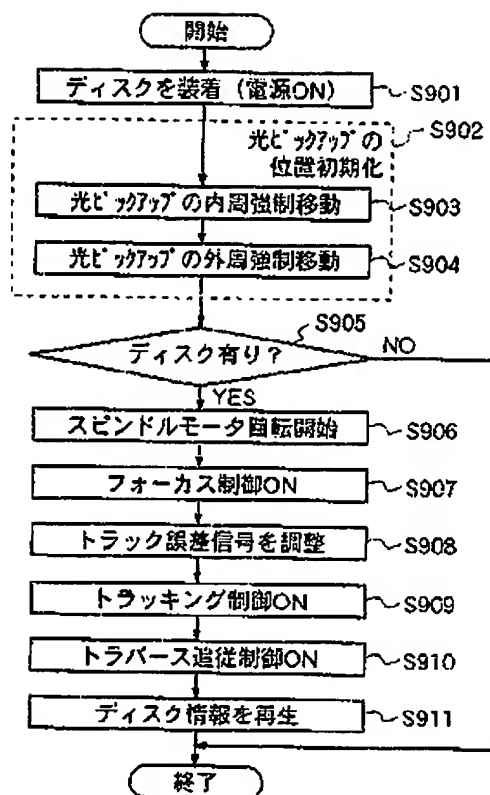 開始
ディスクを装着（電源ON）
S901
S902
光ピックアップの
位置初期化
光ピックアップの内周強制移動
S903
光ピックアップの外周強制移動
S904
S905
ディスク有り？
NO
YES
スピンドルモータ回転開始
S906
フォーカス制御ON
S907
トラック誤差信号を調整
S908
トラッキング制御ON
S909
トラバース追従制御ON
S910
ディスク情報を再生
S911
終了